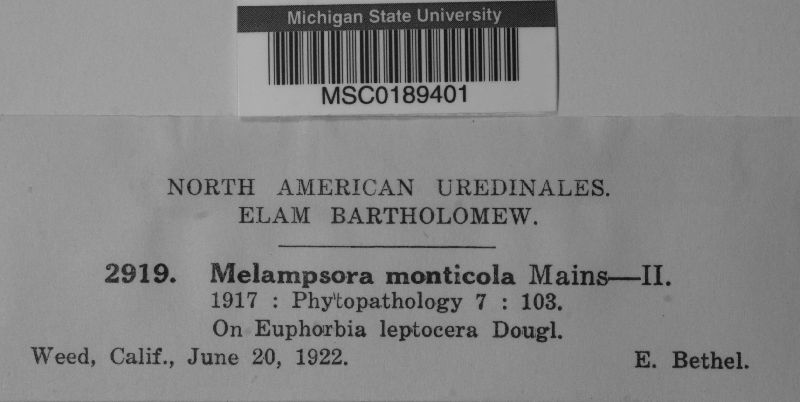 Michigan State University
MSC0189401
NORTH AMERICAN UREDINALES.
ELAM BARTHOLOMEW.
2919. Melampsora monticola Mains—II.
1917 : Phytopathology 7 : 103.
On Euphorbia leptocera Dougl.
Weed, Calif., June 20, 1922. E. Bethel.